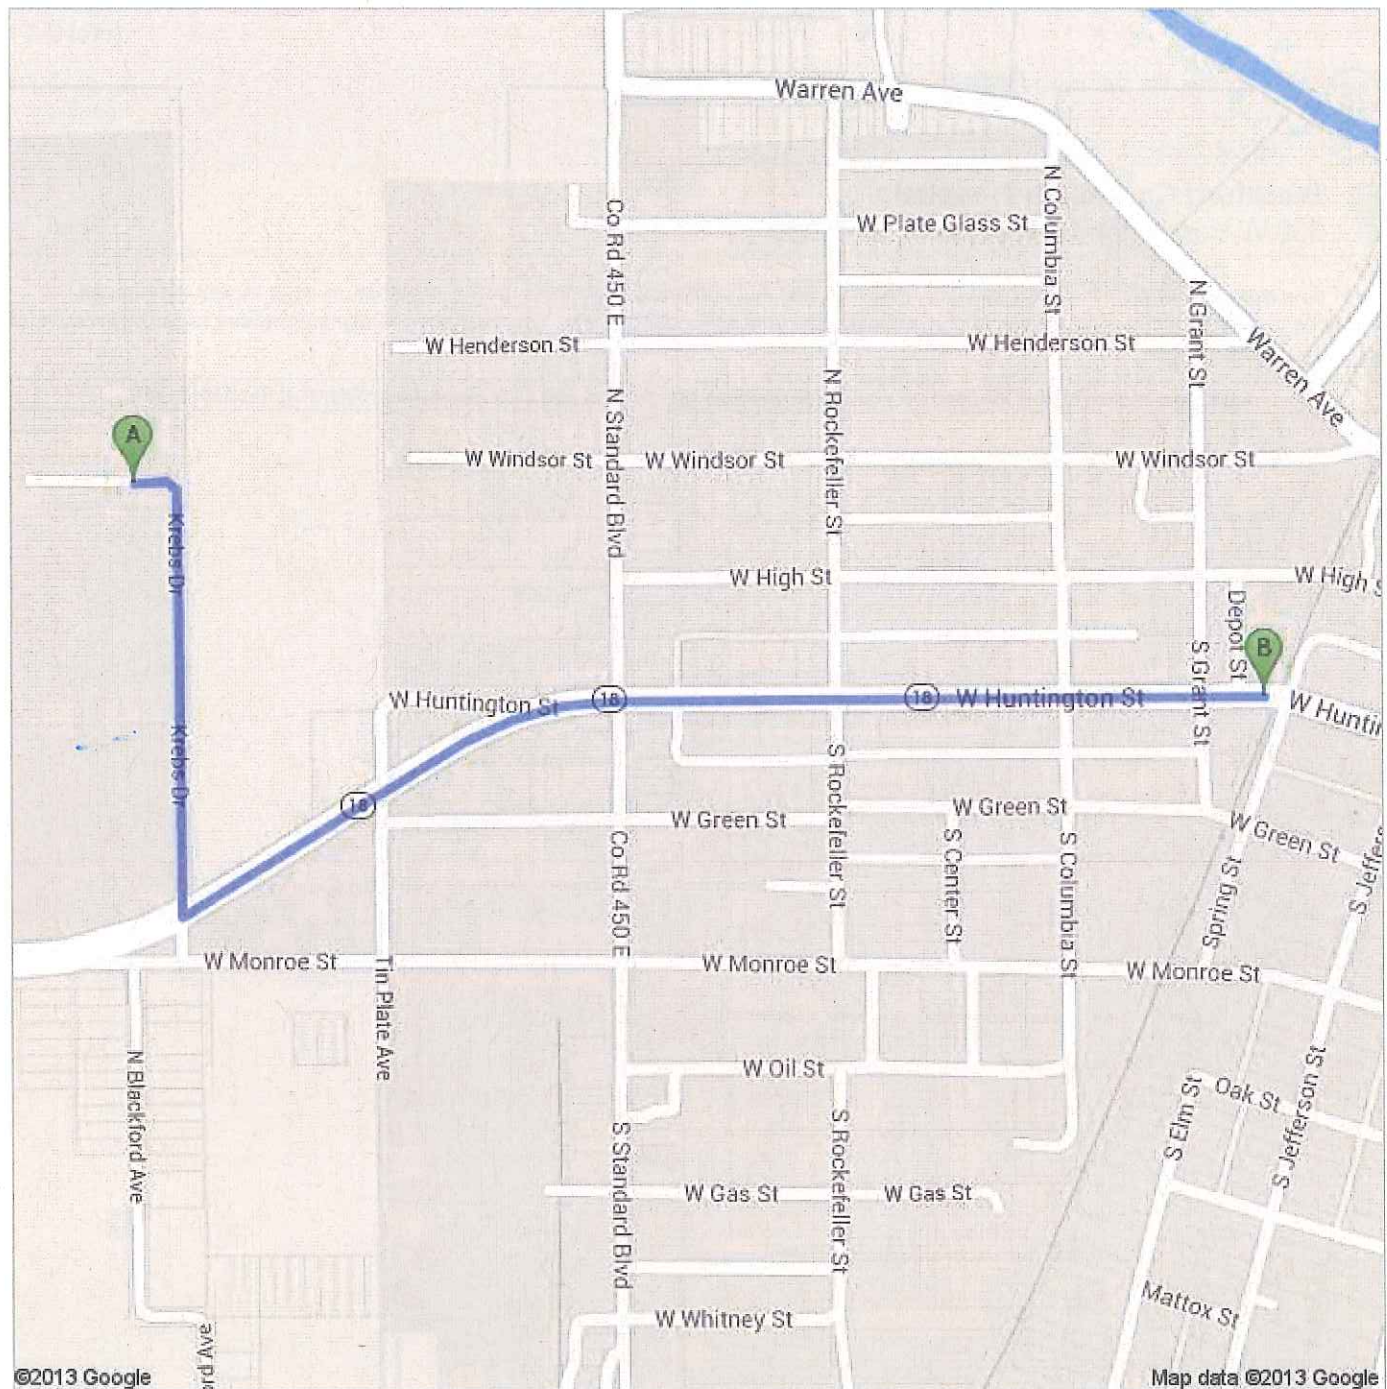 Warren Ave
N Columbia St
W Plate Glass St
Co Rd 450 E
N Grant St
W Henderson St
W Henderson St
Warren Ave
N Rockefeller St
N Standard Blvd
A
W Windsor St
W Windsor St
W Windsor St
Krebs Dr
W High St
W High S
Depot St
B
S Grant St
W Huntington St
18
18
W Huntington St
W Huntin
Krebs Dr
S Rockefeller St
18
W Green St
W Green St
W Green St
S Center St
S Columbia St
Co Rd 450 E
Spring St
S Jeffers
W Monroe St
W Monroe St
W Monroe St
Tin Plate Ave
N Blackford Ave
W Oil St
S Elm St
Oak St
S Jefferson St
S Standard Blvd
S Rockefeller St
W Gas St
W Gas St
Mattox St
W Whitney St
rd Ave
©2013 Google
Map data ©2013 Google